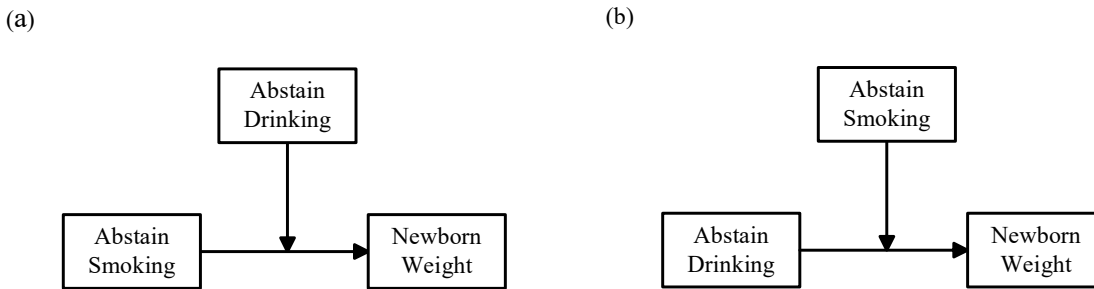 (a)
Abstain
Drinking
Abstain
Smoking
Newborn
Weight
(b)
Abstain
Smoking
Abstain
Drinking
Newborn
Weight